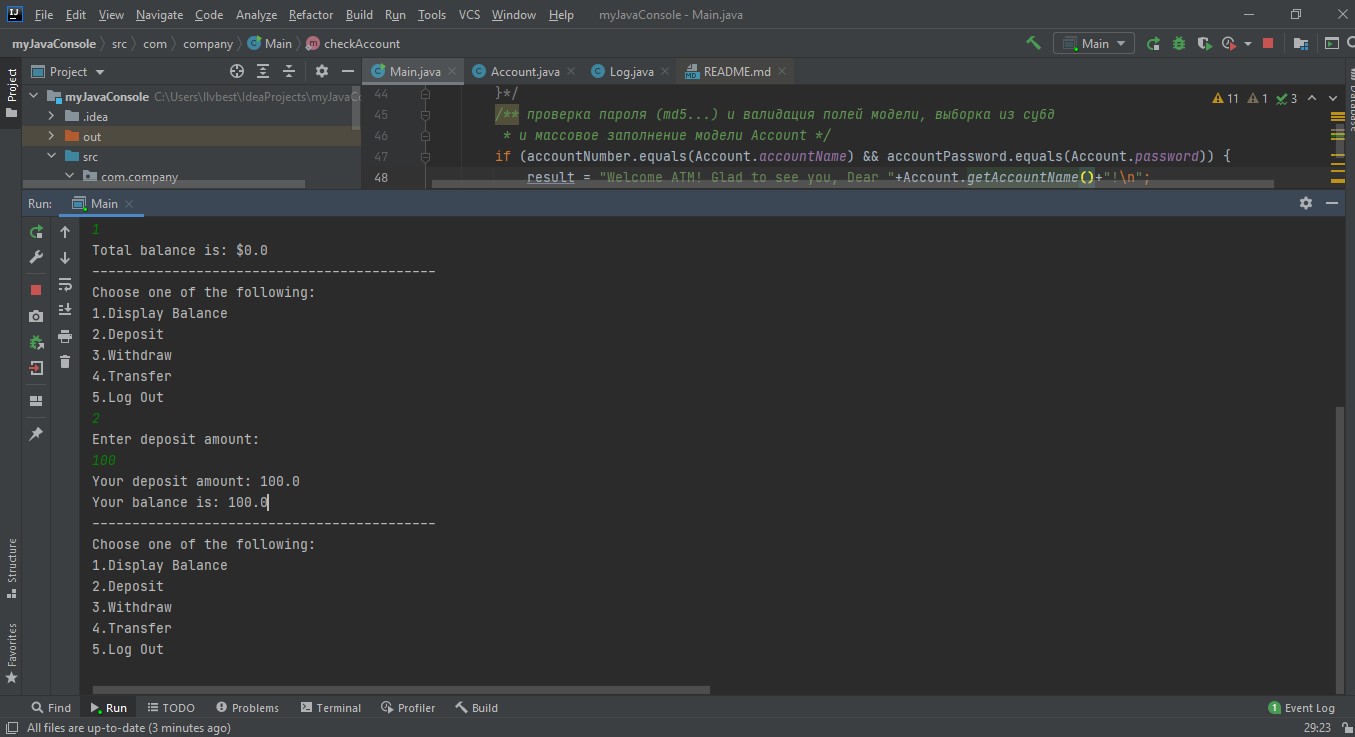 File Edit View Navigate Code Analyze Refactor Build Run Tools VCS Window Help myJavaConsole - Main.java
myJavaConsole src com company Main checkAccount Main
Project Main.java Account.java Log.java README.md
myJavaConsole C:\Users\llvbest\IdeaProjects\myJavaCo
.idea
out
src
com.company
44 }*/
45 /** проверка пароля (md5...) и валидация полей модели, выборка из субд
46 * и массовое заполнение модели Account */
47 if (accountNumber.equals(Account.accountName) && accountPassword.equals(Account.password)) {
48 result = "Welcome ATM! Glad to see you, Dear "+Account.getAccountName()+"!\n";
11 1 3
Project
Database
Run: Main
1
Total balance is: $0.0
-------------------------------------------
Choose one of the following:
1.Display Balance
2.Deposit
3.Withdraw
4.Transfer
5.Log Out
2
Enter deposit amount:
100
Your deposit amount: 100.0
Your balance is: 100.0
-------------------------------------------
Choose one of the following:
1.Display Balance
2.Deposit
3.Withdraw
4.Transfer
5.Log Out
Structure
Favorites
Find Run TODO Problems Terminal Profiler Build 1 Event Log
All files are up-to-date (3 minutes ago) 29:23